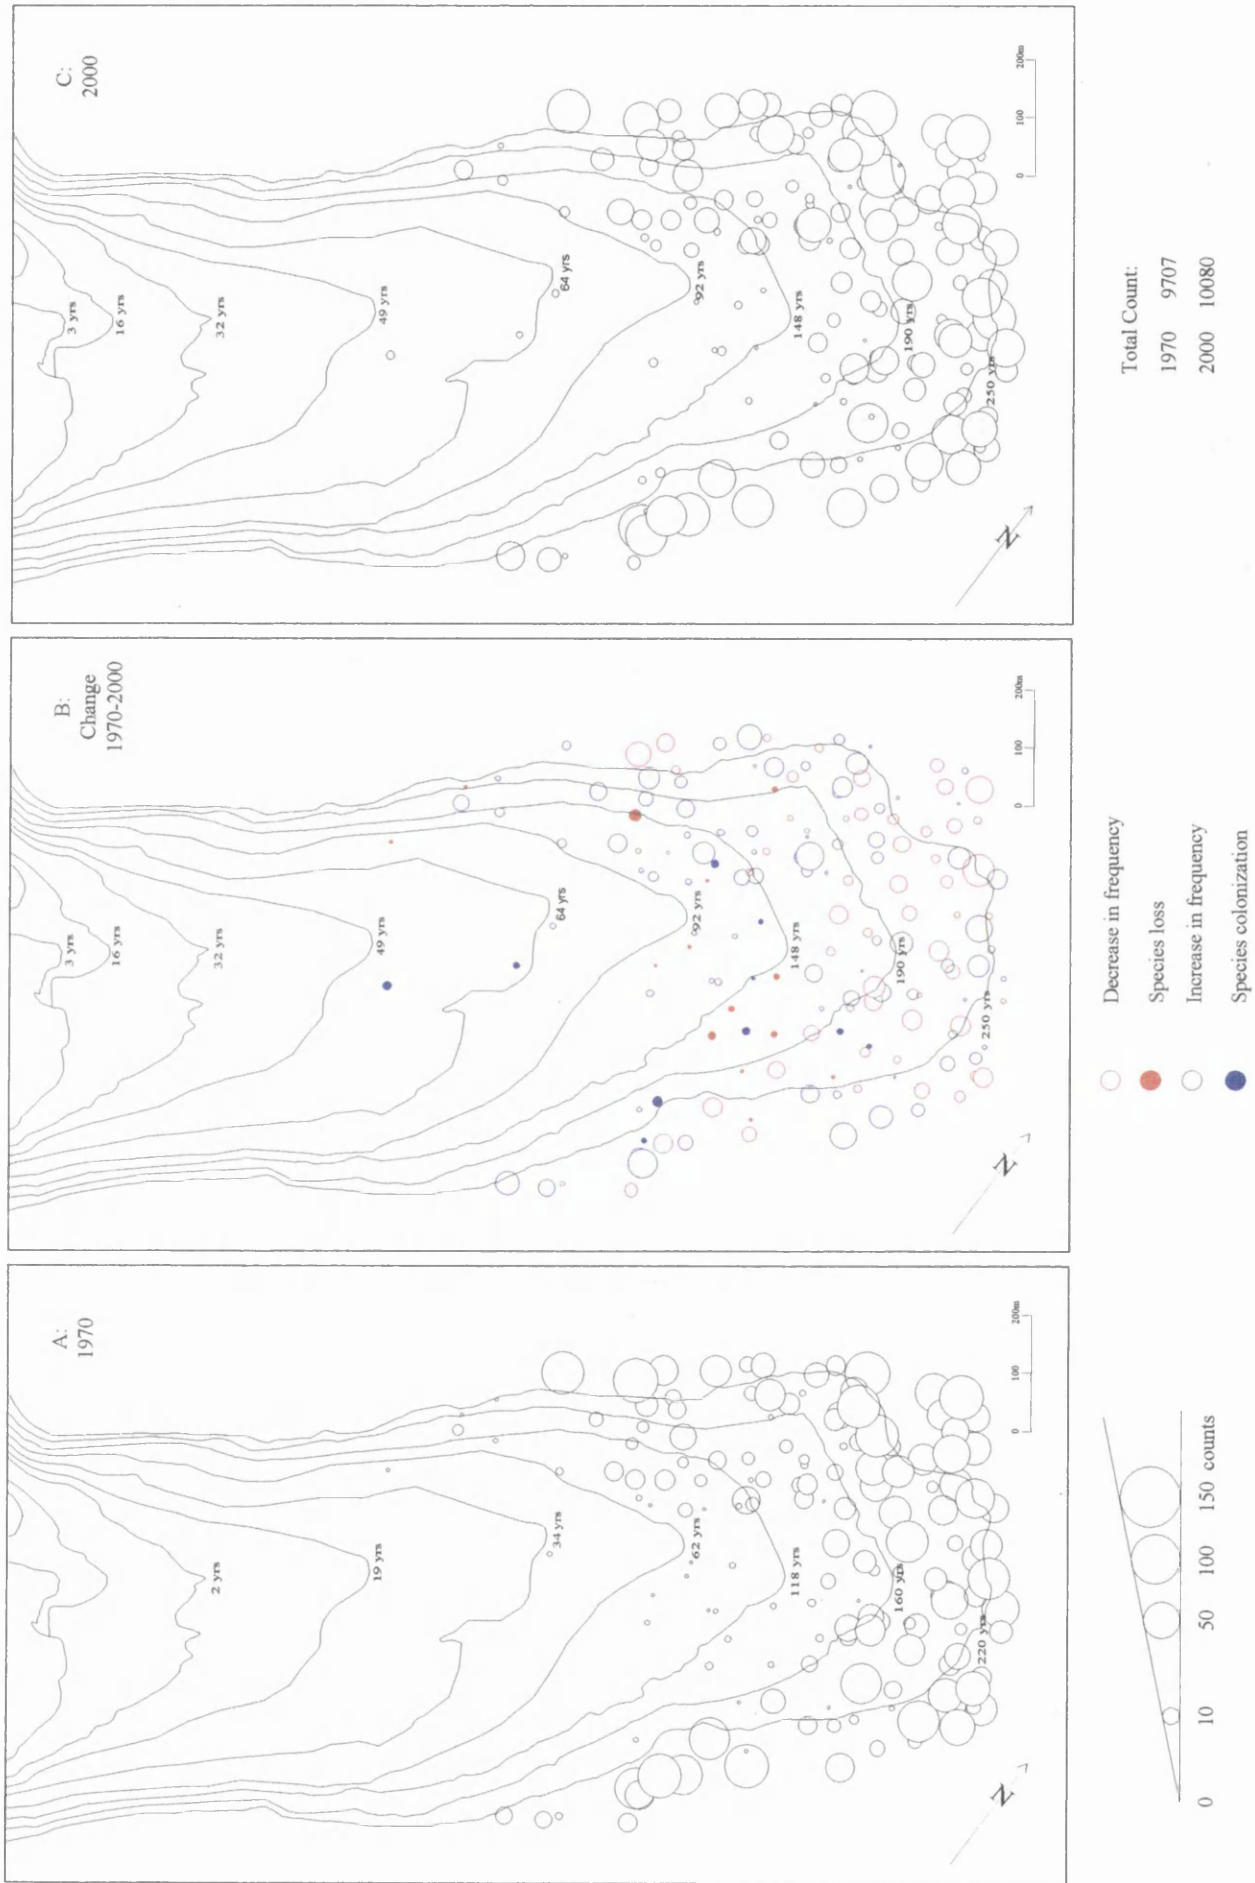 A:
1970
2 yrs
19 yrs
34 yrs
62 yrs
118 yrs
160 yrs
220 yrs
N
0 100 200m
B:
Change
1970-2000
3 yrs
16 yrs
32 yrs
49 yrs
64 yrs
92 yrs
148 yrs
190 yrs
250 yrs
N
0 100 200m
C:
2000
3 yrs
16 yrs
32 yrs
49 yrs
64 yrs
92 yrs
148 yrs
190 yrs
250 yrs
N
0 100 200m
0 10 50 100 150 counts
Decrease in frequency
Species loss
Increase in frequency
Species colonization
Total Count:
1970 9707
2000 10080